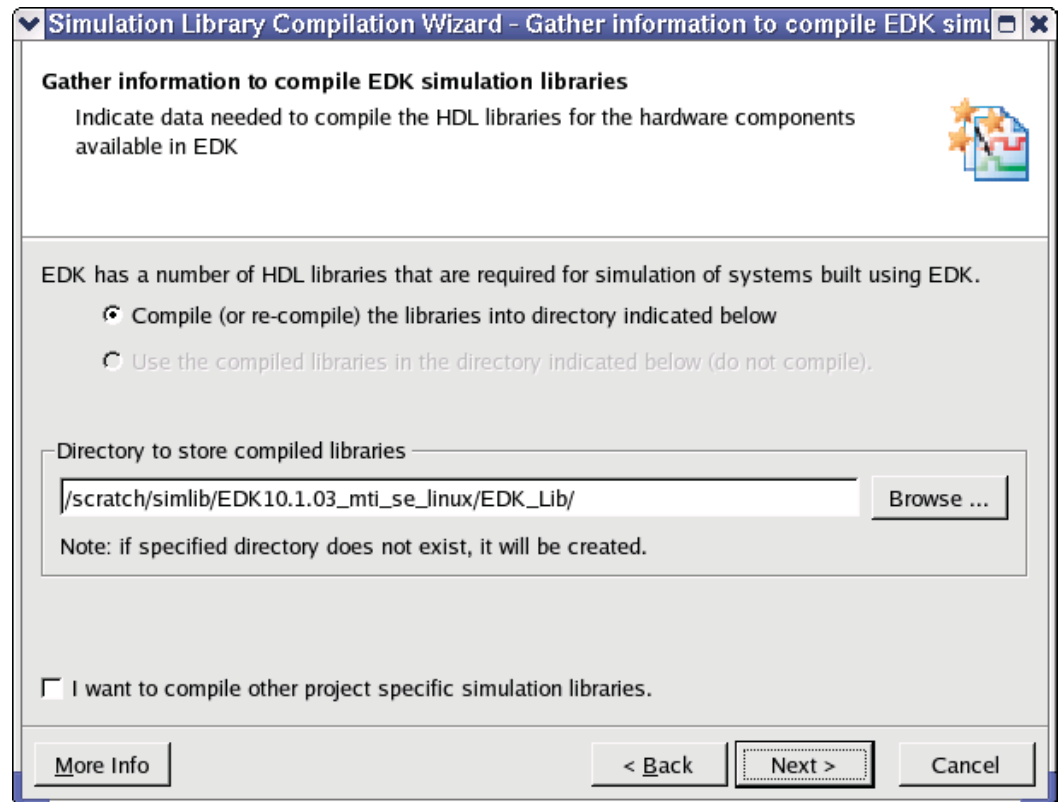 Simulation Library Compilation Wizard - Gather information to compile EDK simu
Gather information to compile EDK simulation libraries
Indicate data needed to compile the HDL libraries for the hardware components
available in EDK
EDK has a number of HDL libraries that are required for simulation of systems built using EDK.
Compile (or re-compile) the libraries into directory indicated below
Use the compiled libraries in the directory indicated below (do not compile).
Directory to store compiled libraries
/scratch/simlib/EDK10.1.03_mti_se_linux/EDK_Lib/
Browse ...
Note: if specified directory does not exist, it will be created.
I want to compile other project specific simulation libraries.
More Info
< Back
Next >
Cancel